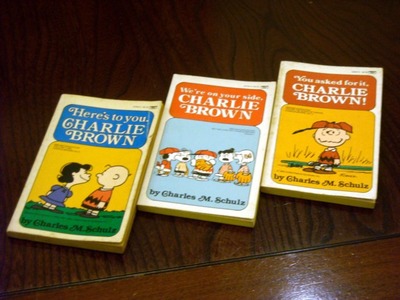 Here's to you,
CHARLIE
BROWN
by Charles M. Schulz
We're on your side,
CHARLIE
BROWN
by Charles M. Schulz
You asked for it,
CHARLIE
BROWN!
by Charles M. Schulz